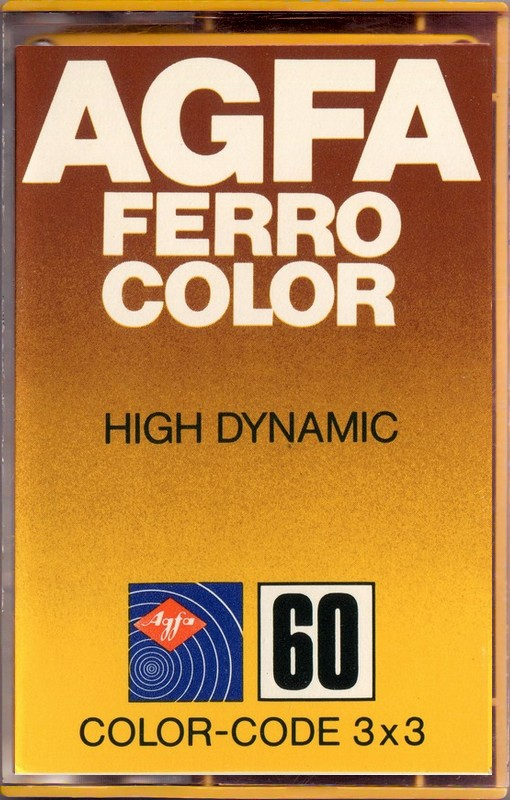 AGFA
FERRO
COLOR
HIGH DYNAMIC
Agfa
60
COLOR-CODE 3x3